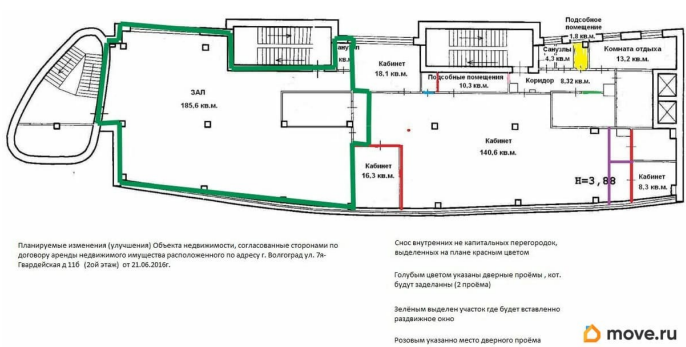 Подсобное
помещение
1,8 кв.м.
Санузлы
4,3 кв.м
Комната отдыха
13,2 кв.м.
Кабинет
18,1 кв.м.
кв.м.
Подсобные помещения
10,3 кв.м.
Коридор 8,32 кв.м.
ЗАЛ
185,6 кв.м.
Кабинет
140,6 кв.м.
Кабинет
16,3 кв.м.
H=3,88
Кабинет
8.3 кв.м.
Планируемые изменения (улучшения) Объекта недвижимости, согласованные сторонами по
договору аренды недвижимого имущества расположенного по адресу г. Волгоград ул. 7я-
Гвардейская д 11б (2ой этаж) от 21.06.2016г.
Снос внутренних не капитальных перегородок,
выделенных на плане красным цветом
Голубым цветом указаны дверные проёмы , кот.
будут заделанны (2 проёма)
Зелёным выделен участок где будет вставленно
раздвижное окно
Розовым указанно место дверного проёма
move.ru